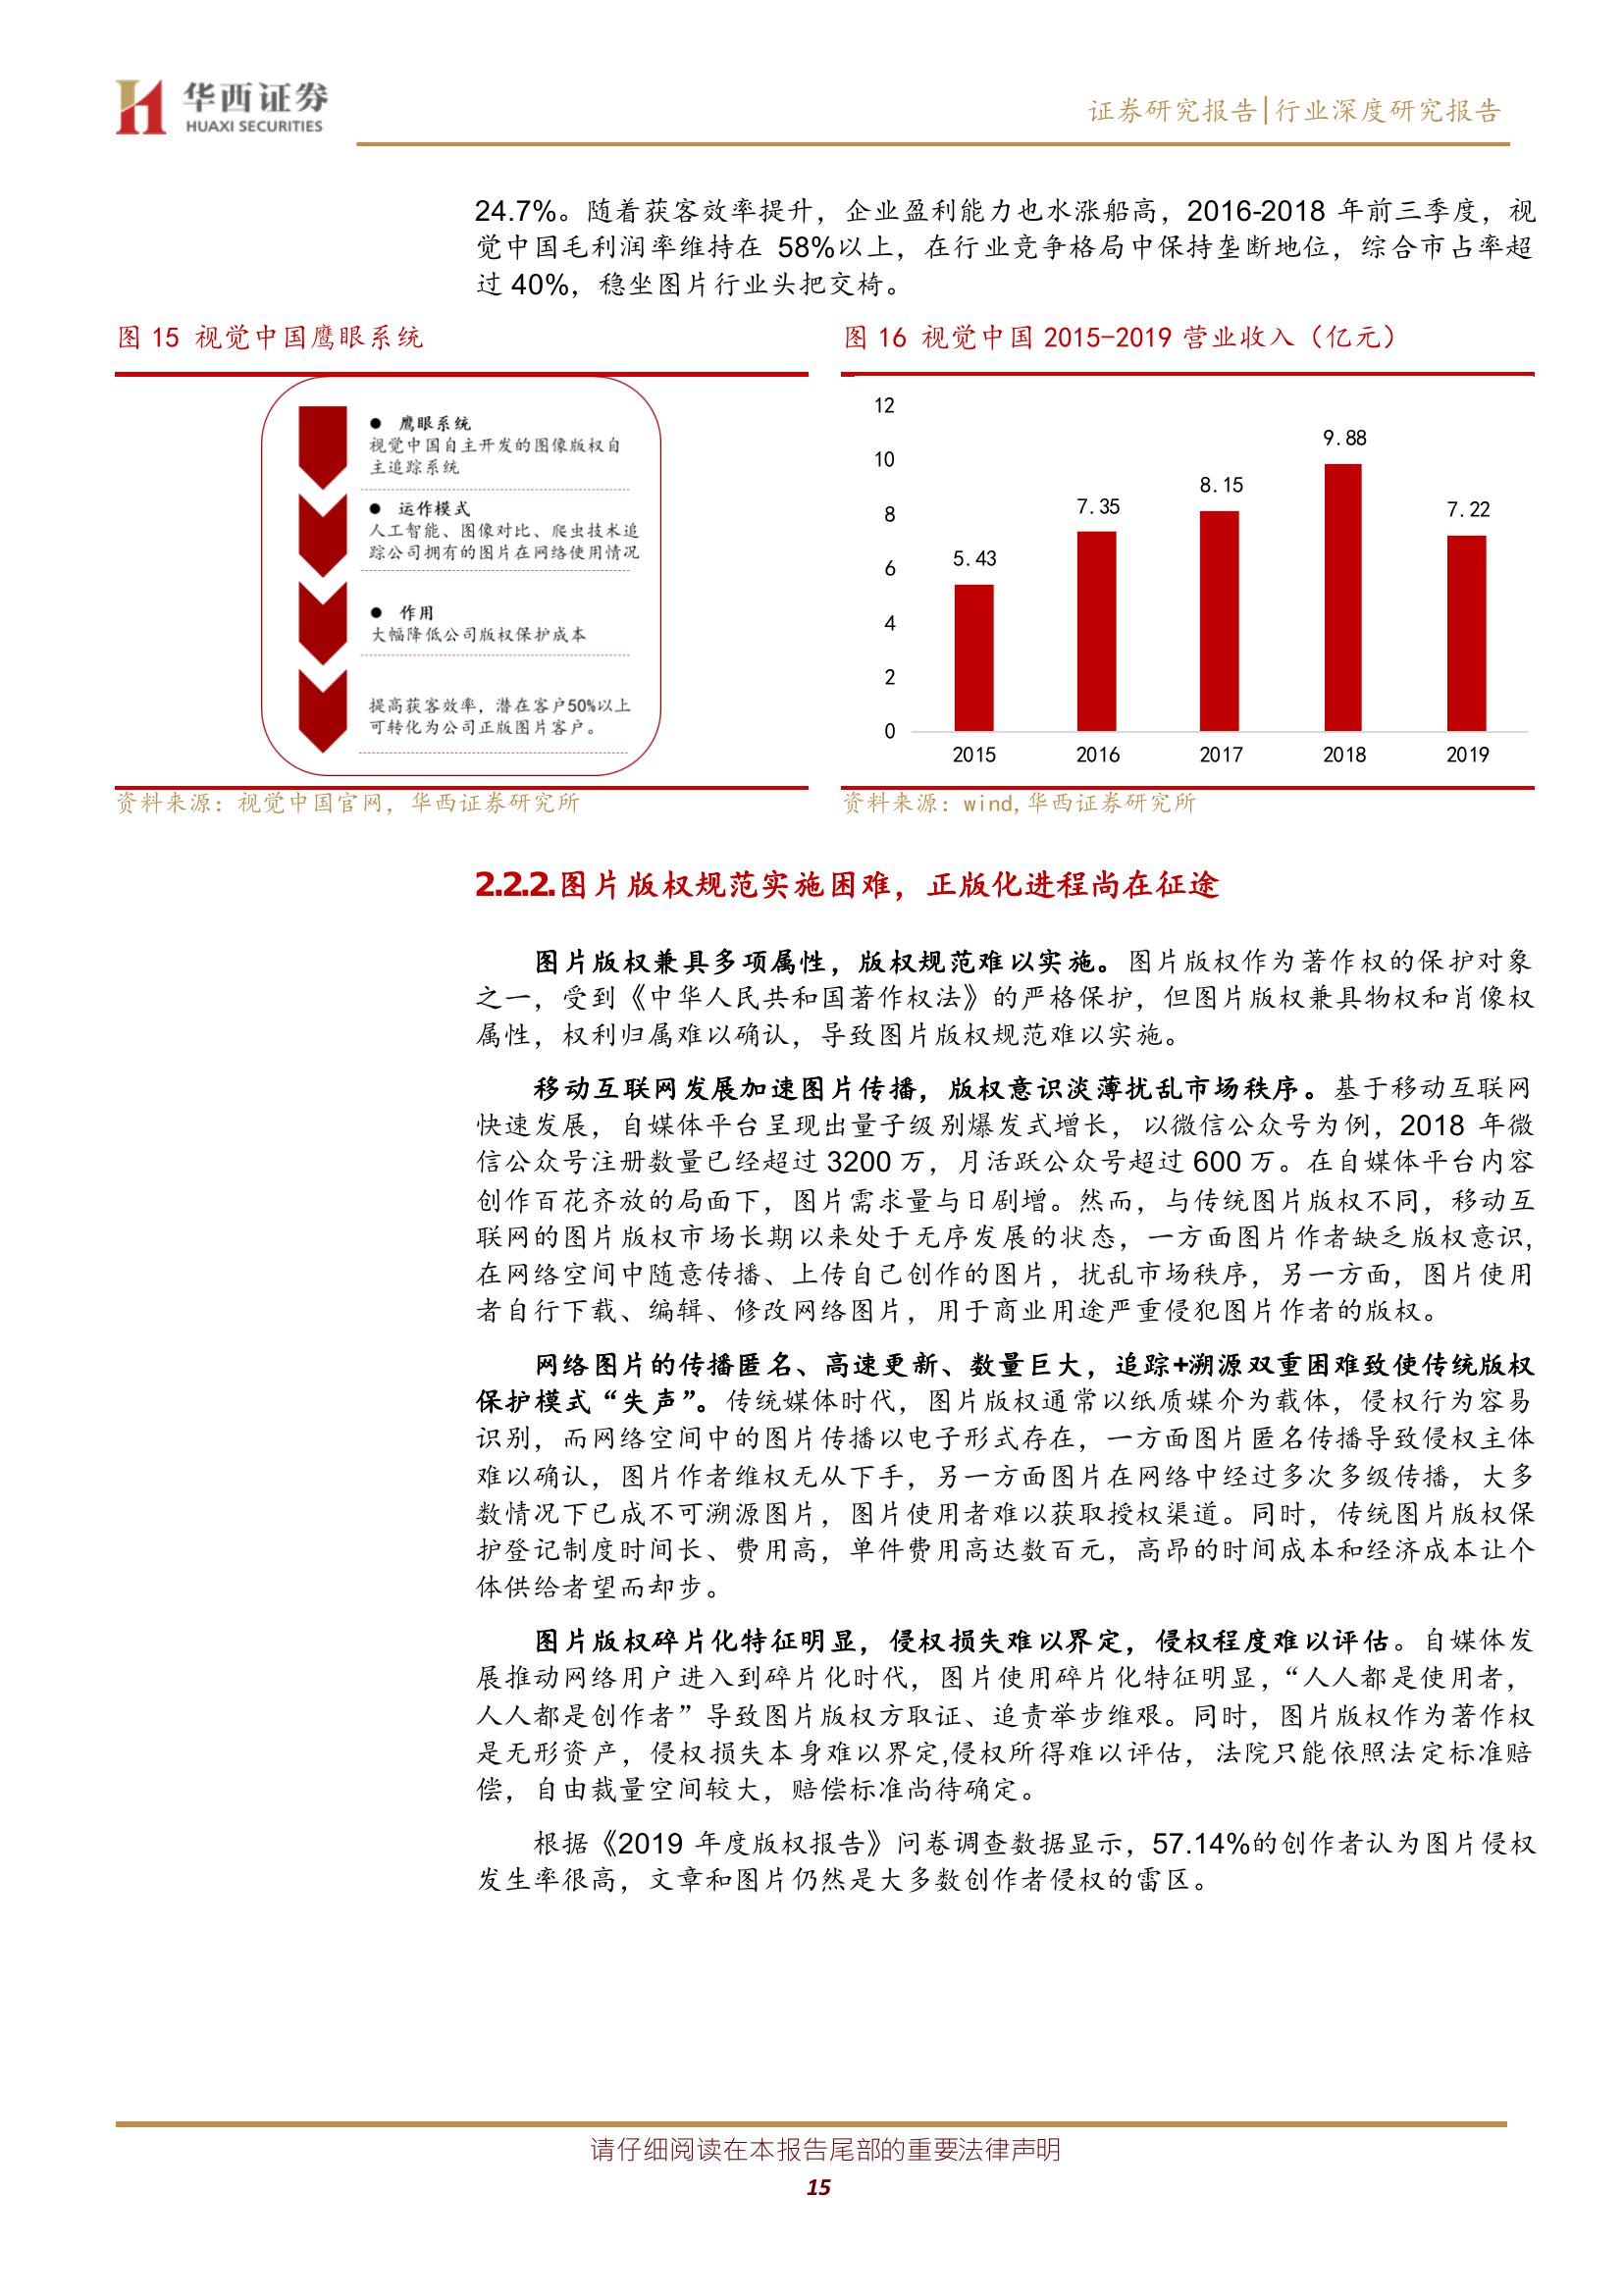 华西证券
HUAXI SECURITIES
证券研究报告|行业深度研究报告
24.7%。随着获客效率提升，企业盈利能力也水涨船高，2016-2018 年前三季度，视
觉中国毛利润率维持在 58%以上，在行业竞争格局中保持垄断地位，综合市占率超
过 40%，稳坐图片行业头把交椅。
图 15 视觉中国鹰眼系统
● 鹰眼系统
视觉中国自主开发的图像版权自
主追踪系统
● 运作模式
人工智能、图像对比、爬虫技术追
踪公司拥有的图片在网络使用情况
● 作用
大幅降低公司版权保护成本
提高获客效率，潜在客户50%以上
可转化为公司正版图片客户。
资料来源：视觉中国官网，华西证券研究所
图 16 视觉中国 2015-2019 营业收入（亿元）
12
10
8
6
4
2
0
5.43
7.35
8.15
9.88
7.22
2015
2016
2017
2018
2019
资料来源：wind,华西证券研究所
2.2.2.图片版权规范实施困难，正版化进程尚在征途
图片版权兼具多项属性，版权规范难以实施。图片版权作为著作权的保护对象
之一，受到《中华人民共和国著作权法》的严格保护，但图片版权兼具物权和肖像权
属性，权利归属难以确认，导致图片版权规范难以实施。
移动互联网发展加速图片传播，版权意识淡薄扰乱市场秩序。基于移动互联网
快速发展，自媒体平台呈现出量子级别爆发式增长，以微信公众号为例，2018 年微
信公众号注册数量已经超过 3200 万，月活跃公众号超过 600 万。在自媒体平台内容
创作百花齐放的局面下，图片需求量与日剧增。然而，与传统图片版权不同，移动互
联网的图片版权市场长期以来处于无序发展的状态，一方面图片作者缺乏版权意识，
在网络空间中随意传播、上传自己创作的图片，扰乱市场秩序，另一方面，图片使用
者自行下载、编辑、修改网络图片，用于商业用途严重侵犯图片作者的版权。
网络图片的传播匿名、高速更新、数量巨大，追踪+溯源双重困难致使传统版权
保护模式“失声”。传统媒体时代，图片版权通常以纸质媒介为载体，侵权行为容易
识别，而网络空间中的图片传播以电子形式存在，一方面图片匿名传播导致侵权主体
难以确认，图片作者维权无从下手，另一方面图片在网络中经过多次多级传播，大多
数情况下已成不可溯源图片，图片使用者难以获取授权渠道。同时，传统图片版权保
护登记制度时间长、费用高，单件费用高达数百元，高昂的时间成本和经济成本让个
体供给者望而却步。
图片版权碎片化特征明显，侵权损失难以界定，侵权程度难以评估。自媒体发
展推动网络用户进入到碎片化时代，图片使用碎片化特征明显，“人人都是使用者，
人人都是创作者”导致图片版权方取证、追责举步维艰。同时，图片版权作为著作权
是无形资产，侵权损失本身难以界定,侵权所得难以评估，法院只能依照法定标准赔
偿，自由裁量空间较大，赔偿标准尚待确定。
根据《2019 年度版权报告》问卷调查数据显示，57.14%的创作者认为图片侵权
发生率很高，文章和图片仍然是大多数创作者侵权的雷区。
请仔细阅读在本报告尾部的重要法律声明
15